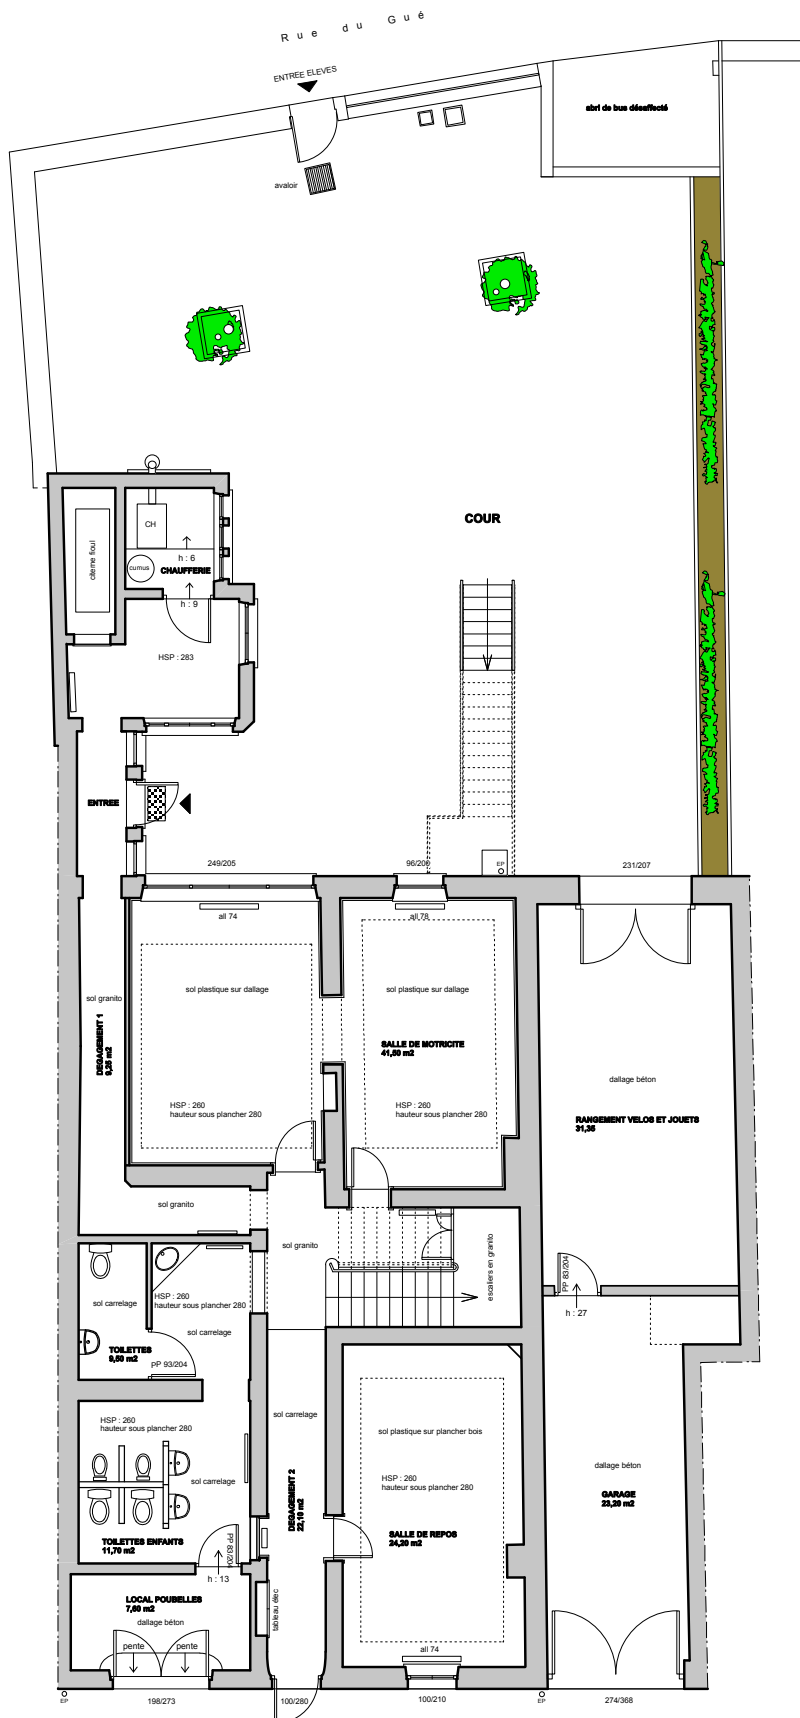 Rue du Gué
ENTREE ELEVES
abri de bus désaffecté
avaloir
COUR
citerne fioul
CH
h : 6
cumus
CHAUFFERIE
h : 9
HSP : 283
ENTREE
249/205
96/200
EP
231/207
all 74
all 78
sol plastique sur dallage
sol plastique sur dallage
sol granito
DEGAGEMENT 1
9,25 m2
SALLE DE MOTRICITE
41,50 m2
dallage béton
HSP : 260
hauteur sous plancher 280
HSP : 260
hauteur sous plancher 280
RANGEMENT VELOS ET JOUETS
31,35
sol granito
sol granito
escaliers en granito
PP 83/204
h : 27
sol carrelage
HSP : 260
hauteur sous plancher 280
sol carrelage
TOILETTES
9,50 m2
PP 93/204
HSP : 260
hauteur sous plancher 280
sol carrelage
sol carrelage
sol plastique sur plancher bois
HSP : 260
hauteur sous plancher 280
dallage béton
GARAGE
23,20 m2
DEGAGEMENT 2
22,10 m2
TOILETTES ENFANTS
11,70 m2
PP 83/204
SALLE DE REPOS
24,20 m2
h : 13
LOCAL POUBELLES
7,60 m2
dallage béton
tableau élec
pente
pente
all 74
EP
198/273
100/280
100/210
EP
274/368